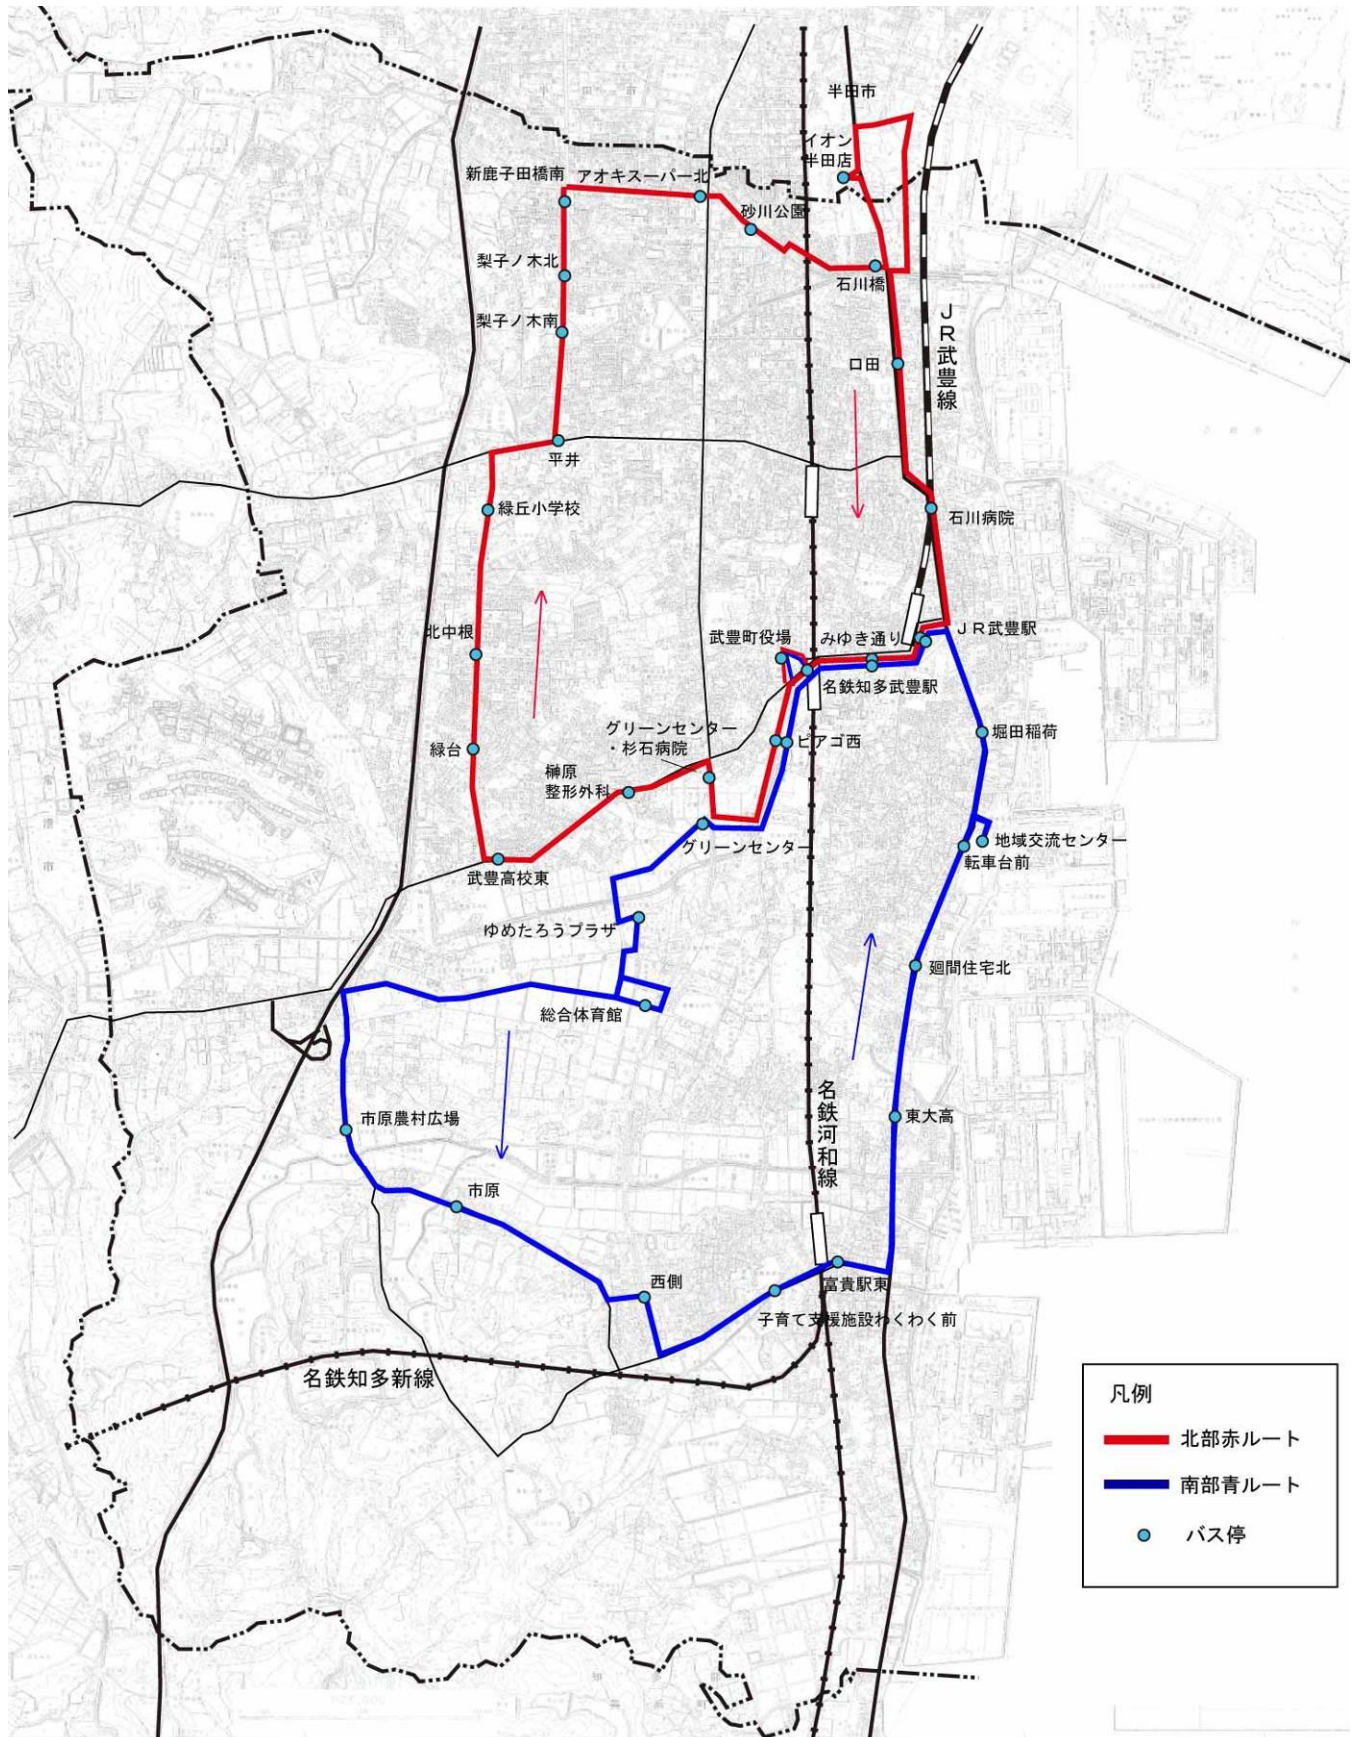 半田市
イオン
半田店
新鹿子田橋南
アオキスーパー北
砂川公園
梨子ノ木北
石川橋
梨子ノ木南
口田
JR武豊線
平井
緑丘小学校
石川病院
北中根
武豊町役場
みゆき通り
JR武豊駅
名鉄知多武豊駅
グリーンセンター
・杉石病院
ピアゴ西
堀田稲荷
緑台
榊原
整形外科
グリーンセンター
地域交流センター
転車台前
武豊高校東
ゆめたろうプラザ
廻間住宅北
総合体育館
名鉄河和線
東大高
市原農村広場
市原
西側
富貴駅東
子育て支援施設わくわく前
名鉄知多新線
凡例
北部赤ルート
南部青ルート
バス停